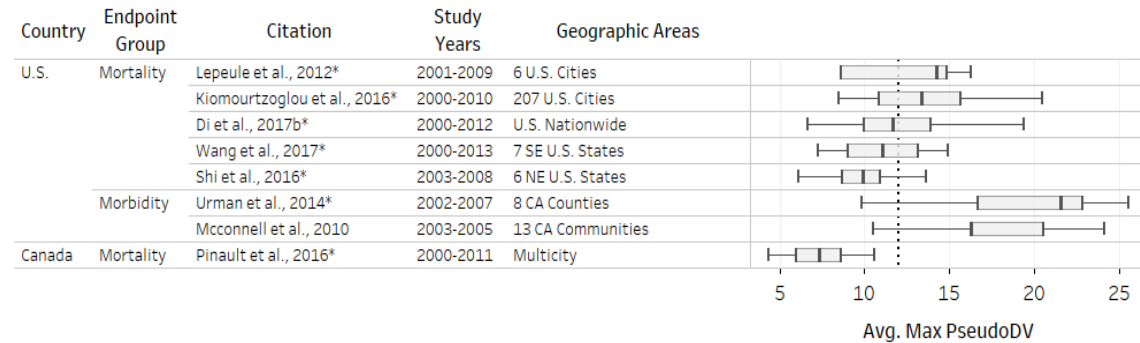 Country Endpoint Group Citation Study Years Geographic Areas
U.S. Mortality Lepeule et al., 2012* 2001-2009 6 U.S. Cities
Kiomourtzoglou et al., 2016* 2000-2010 207 U.S. Cities
Di et al., 2017b* 2000-2012 U.S. Nationwide
Wang et al., 2017* 2000-2013 7 SE U.S. States
Shi et al., 2016* 2003-2008 6 NE U.S. States
Morbidity Urman et al., 2014* 2002-2007 8 CA Counties
Mcconnell et al., 2010 2003-2005 13 CA Communities
Canada Mortality Pinault et al., 2016* 2000-2011 Multicity
5 10 15 20 25
Avg. Max PseudoDV